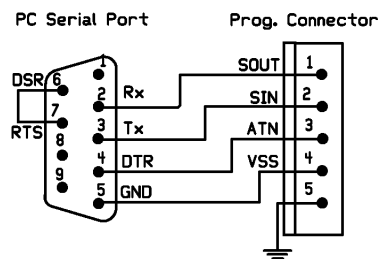 PC Serial Port
Prog. Connector
1
DSR 6
2 Rx
7
RTS
3 Tx
8
4
DTR
9
5 GND
SOUT 1
SIN 2
ATN 3
VSS 4
5